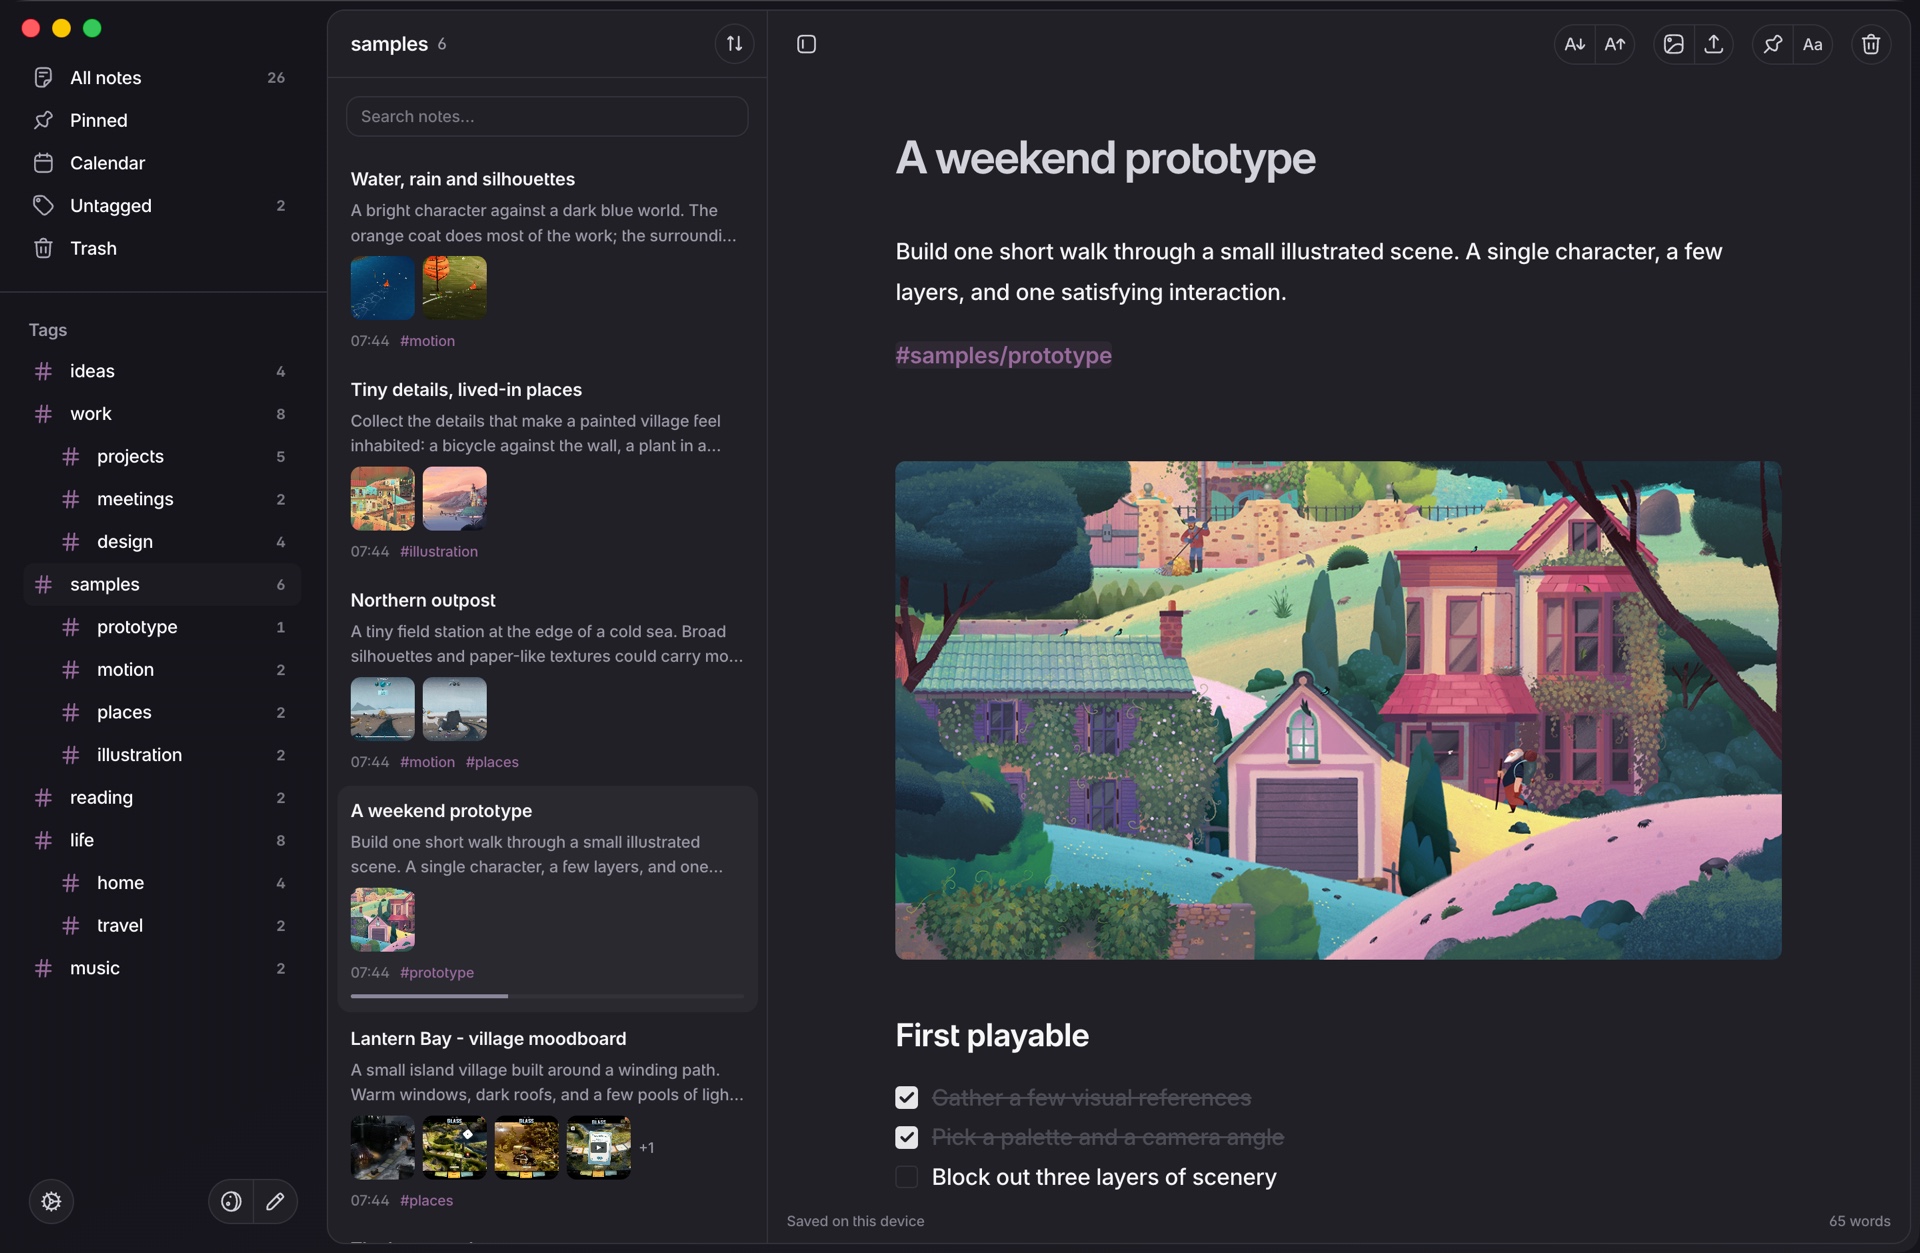 All notes 26
Pinned
Calendar
Untagged 2
Trash
Tags
# ideas 4
# work 8
# projects 5
# meetings 2
# design 4
# samples 6
# prototype 1
# motion 2
# places 2
# illustration 2
# reading 2
# life 8
# home 4
# travel 2
# music 2
samples 6
Search notes...
Water, rain and silhouettes
A bright character against a dark blue world. The
orange coat does most of the work; the surroundi...
07:44 #motion
Tiny details, lived-in places
Collect the details that make a painted village feel
inhabited: a bicycle against the wall, a plant in a...
07:44 #illustration
Northern outpost
A tiny field station at the edge of a cold sea. Broad
silhouettes and paper-like textures could carry mo...
07:44 #motion #places
A weekend prototype
Build one short walk through a small illustrated
scene. A single character, a few layers, and one...
07:44 #prototype
Lantern Bay - village moodboard
A small island village built around a winding path.
Warm windows, dark roofs, and a few pools of ligh...
+1
07:44 #places
A↓ A↑ Aa
A weekend prototype
Build one short walk through a small illustrated scene. A single character, a few
layers, and one satisfying interaction.
#samples/prototype
First playable
Gather a few visual references
Pick a palette and a camera angle
Block out three layers of scenery
Saved on this device
65 words